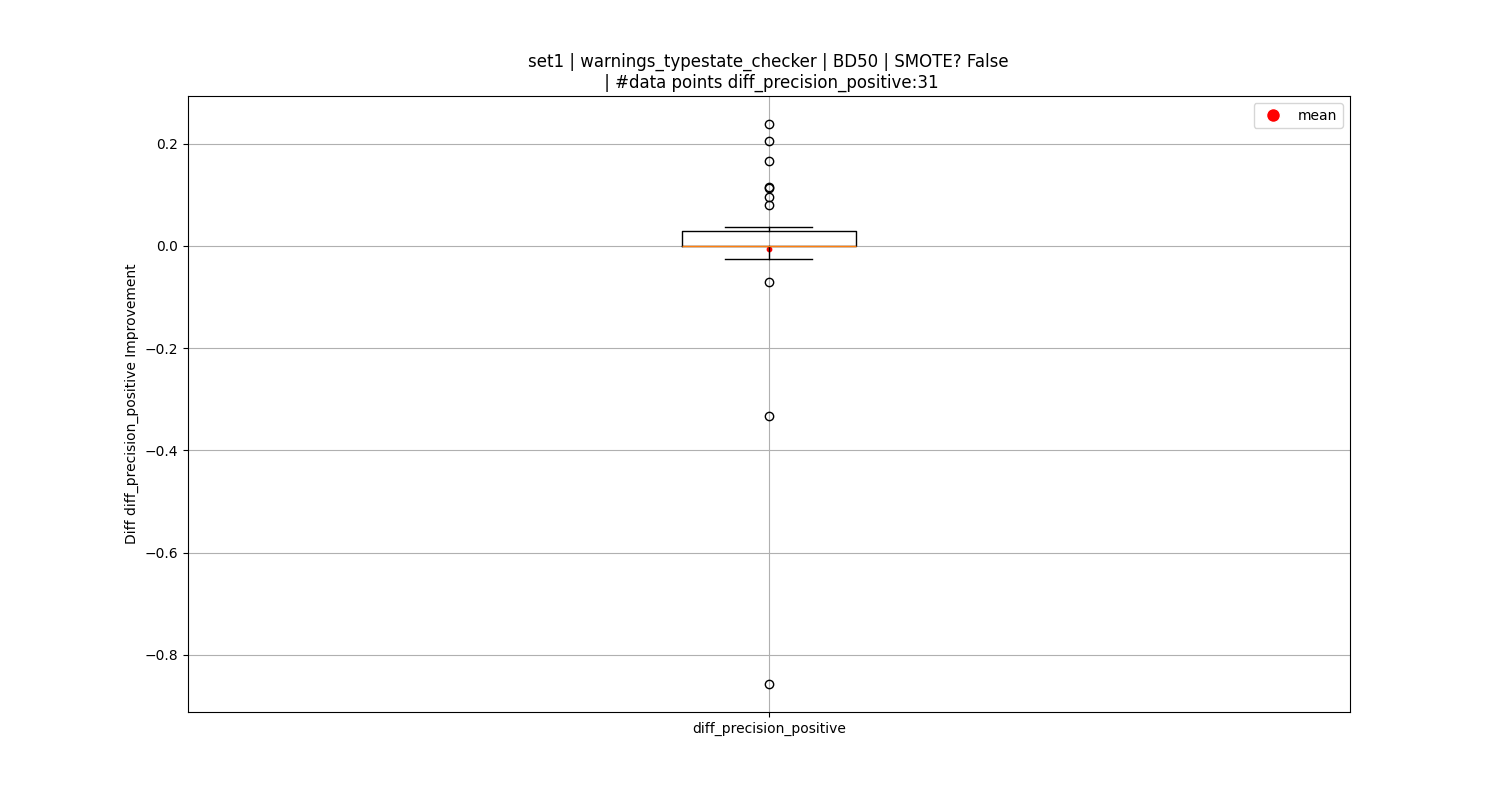 set1 | warnings_typestate_checker | BD50 | SMOTE? False
| #data points diff_precision_positive:31
mean
0.2
0.0
−0.2
−0.4
−0.6
−0.8
Diff diff_precision_positive Improvement
diff_precision_positive